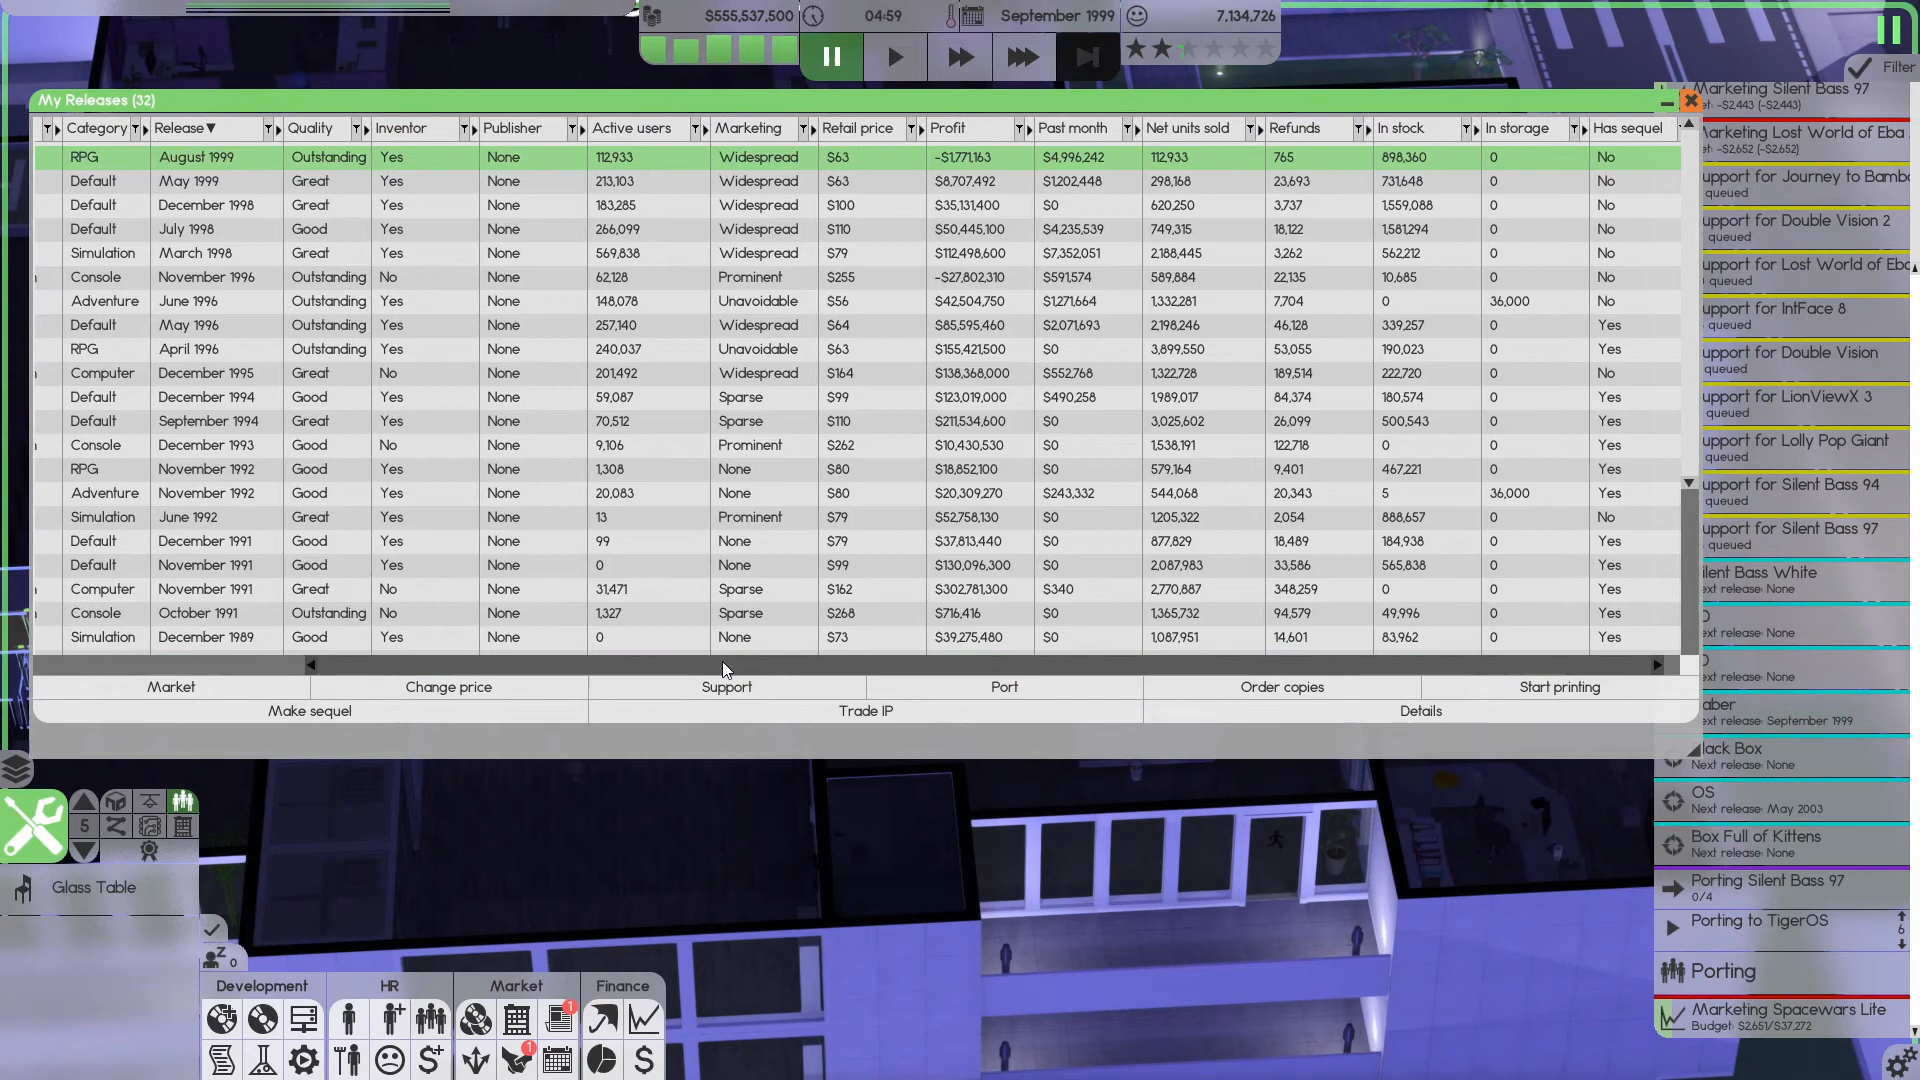 $555,537,500
04:59
September 1999
7,134,726
Filter
My Releases (32)
Category Release▼ Quality Inventor Publisher Active users Marketing Retail price Profit Past month Net units sold Refunds In stock In storage Has sequel
RPG August 1999 Outstanding Yes None 112,933 Widespread $63 -$1,771,163 $4,996,242 112,933 765 898,360 0 No
Default May 1999 Great Yes None 213,103 Widespread $63 $8,707,492 $1,202,448 298,168 23,693 731,648 0 No
Default December 1998 Great Yes None 183,285 Widespread $100 $35,131,400 $0 620,250 3,737 1,559,088 0 No
Default July 1998 Good Yes None 266,099 Widespread $110 $50,445,100 $4,235,539 749,315 18,122 1,581,294 0 No
Simulation March 1998 Great Yes None 569,838 Widespread $79 $112,498,600 $7,352,051 2,188,445 3,262 562,212 0 No
Console November 1996 Outstanding No None 62,128 Prominent $255 -$27,802,310 $591,574 589,884 22,135 10,685 0 No
Adventure June 1996 Outstanding Yes None 148,078 Unavoidable $56 $42,504,750 $1,271,664 1,332,281 7,704 0 36,000 No
Default May 1996 Outstanding Yes None 257,140 Widespread $64 $85,595,460 $2,071,693 2,198,246 46,128 339,257 0 Yes
RPG April 1996 Outstanding Yes None 240,037 Unavoidable $63 $155,421,500 $0 3,899,550 53,055 190,023 0 Yes
Computer December 1995 Great No None 201,492 Widespread $164 $138,368,000 $552,768 1,322,728 189,514 222,720 0 No
Default December 1994 Good Yes None 59,087 Sparse $99 $123,019,000 $490,258 1,989,017 84,374 180,574 0 Yes
Default September 1994 Great Yes None 70,512 Sparse $110 $211,534,600 $0 3,025,602 26,099 500,543 0 Yes
Console December 1993 Good No None 9,106 Prominent $262 $10,430,530 $0 1,538,191 122,718 0 0 Yes
RPG November 1992 Good Yes None 1,308 None $80 $18,852,100 $0 579,164 9,401 467,221 0 Yes
Adventure November 1992 Good Yes None 20,083 None $80 $20,309,270 $243,332 544,068 20,343 5 36,000 Yes
Simulation June 1992 Great Yes None 13 Prominent $79 $52,758,130 $0 1,205,322 2,054 888,657 0 No
Default December 1991 Good Yes None 99 None $79 $37,813,440 $0 877,829 18,489 184,938 0 Yes
Default November 1991 Good Yes None 0 None $99 $130,096,300 $0 2,087,983 33,586 565,838 0 Yes
Computer November 1991 Great No None 31,471 Sparse $162 $302,781,300 $340 2,770,887 348,259 0 0 Yes
Console October 1991 Outstanding No None 1,327 Sparse $268 $716,416 $0 1,365,732 94,579 49,996 0 Yes
Simulation December 1989 Good Yes None 0 None $73 $39,275,480 $0 1,087,951 14,601 83,962 0 Yes
Market Change price Support Port Order copies Start printing
Make sequel Trade IP Details
Marketing Silent Bass 97
et: -$2,443 (-$2,443)
arketing Lost World of Eba
et: -$2,652 (-$2,652)
upport for Journey to Bamb
queued
upport for Double Vision 2
queued
upport for Lost World of Eba
queued
upport for IntFace 8
queued
upport for Double Vision
queued
upport for LionViewX 3
queued
upport for Lolly Pop Giant
queued
upport for Silent Bass 94
queued
upport for Silent Bass 97
queued
ilent Bass White
ext release: None
ext release: None
ext release: None
aber
ext release: September 1999
lack Box
Next release: None
OS
Next release: May 2003
Box Full of Kittens
Next release: None
Porting Silent Bass 97
0/4
Porting to TigerOS
6
Porting
Marketing Spacewars Lite
Budget: $2,651/$37,272
5
Glass Table
Z 0
Development HR Market Finance
1
1